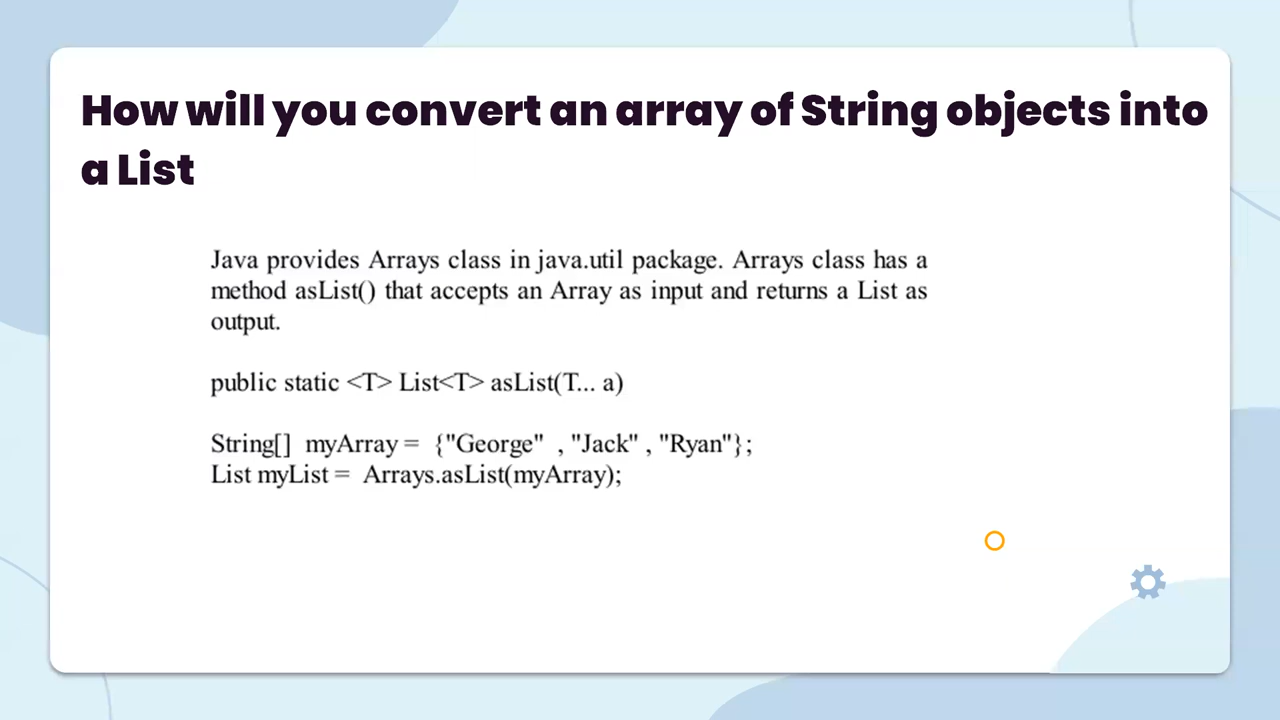 How will you convert an array of String objects into
a List
Java provides Arrays class in java.util package. Arrays class has a
method asList() that accepts an Array as input and returns a List as
output.
public static <T> List<T> asList(T... a)
String[]  myArray =  {"George"  , "Jack" , "Ryan"};
List myList =  Arrays.asList(myArray);